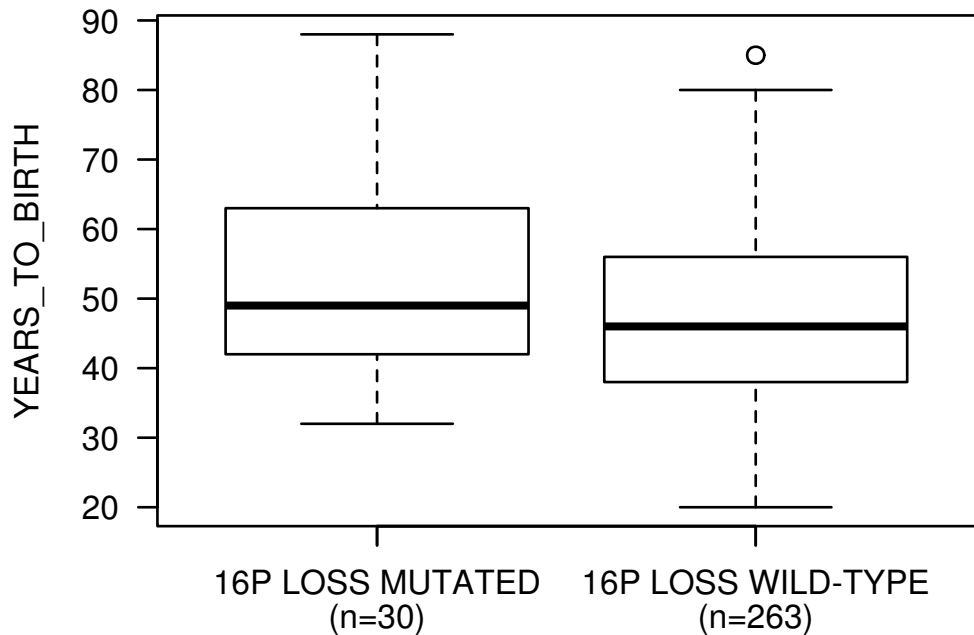 YEARS_TO_BIRTH
90
80
70
60
50
40
30
20
16P LOSS MUTATED
(n=30)
16P LOSS WILD-TYPE
(n=263)